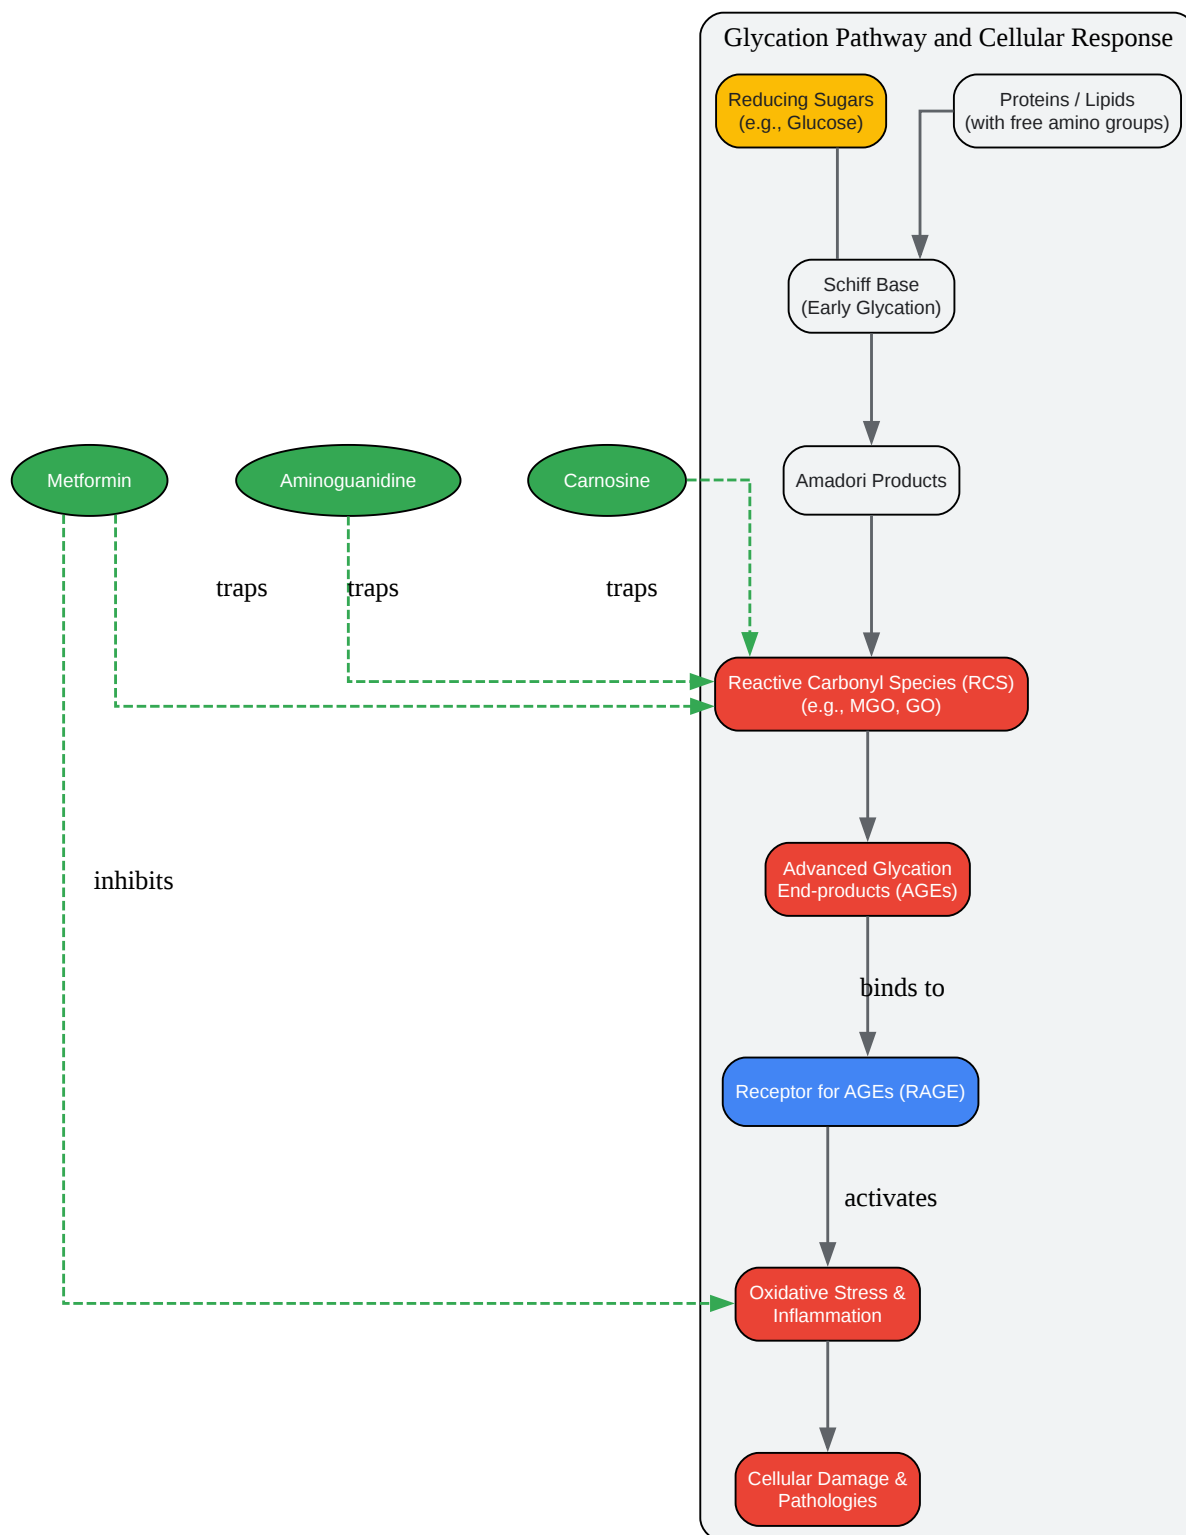 Glycation Pathway and Cellular Response
Reducing Sugars
(e.g., Glucose)
Proteins / Lipids
(with free amino groups)
Schiff Base
(Early Glycation)
Metformin
Aminoguanidine
Carnosine
Amadori Products
traps
traps
traps
Reactive Carbonyl Species (RCS)
(e.g., MGO, GO)
inhibits
Advanced Glycation
End-products (AGEs)
binds to
Receptor for AGEs (RAGE)
activates
Oxidative Stress &
Inflammation
Cellular Damage &
Pathologies